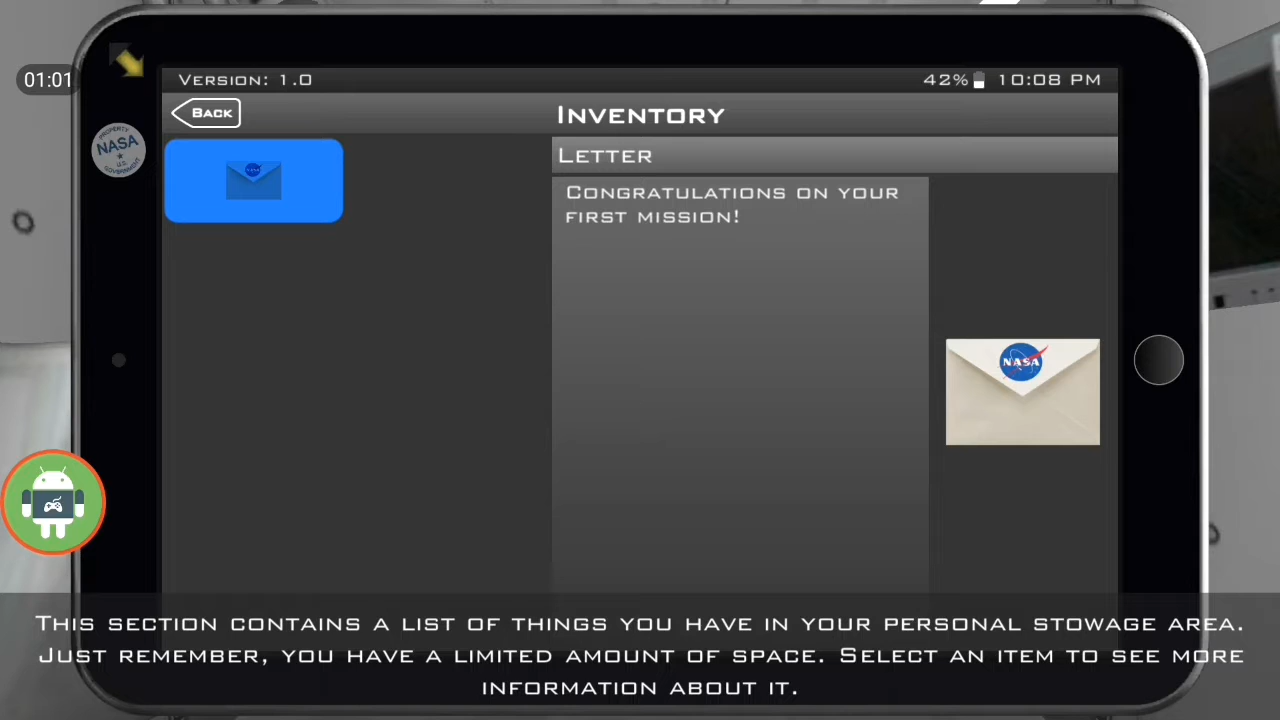 01:01
Version: 1.0
42%
10:08 PM
Back
Inventory
PROPERTY
NASA
U.S.
GOVERNMENT
Letter
Congratulations on your
first mission!
NASA
This section contains a list of things you have in your personal stowage area.
Just remember, you have a limited amount of space. Select an item to see more
information about it.